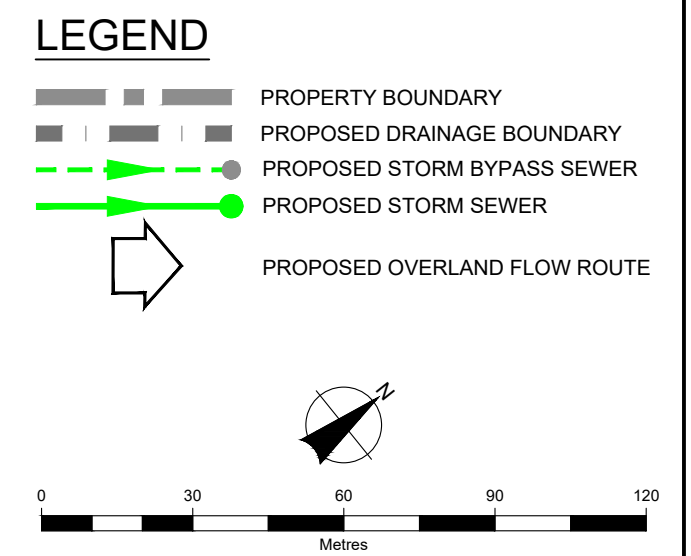 LEGEND
PROPERTY BOUNDARY
PROPOSED DRAINAGE BOUNDARY
PROPOSED STORM BYPASS SEWER
PROPOSED STORM SEWER
PROPOSED OVERLAND FLOW ROUTE
N
0 30 60 90 120
Metres